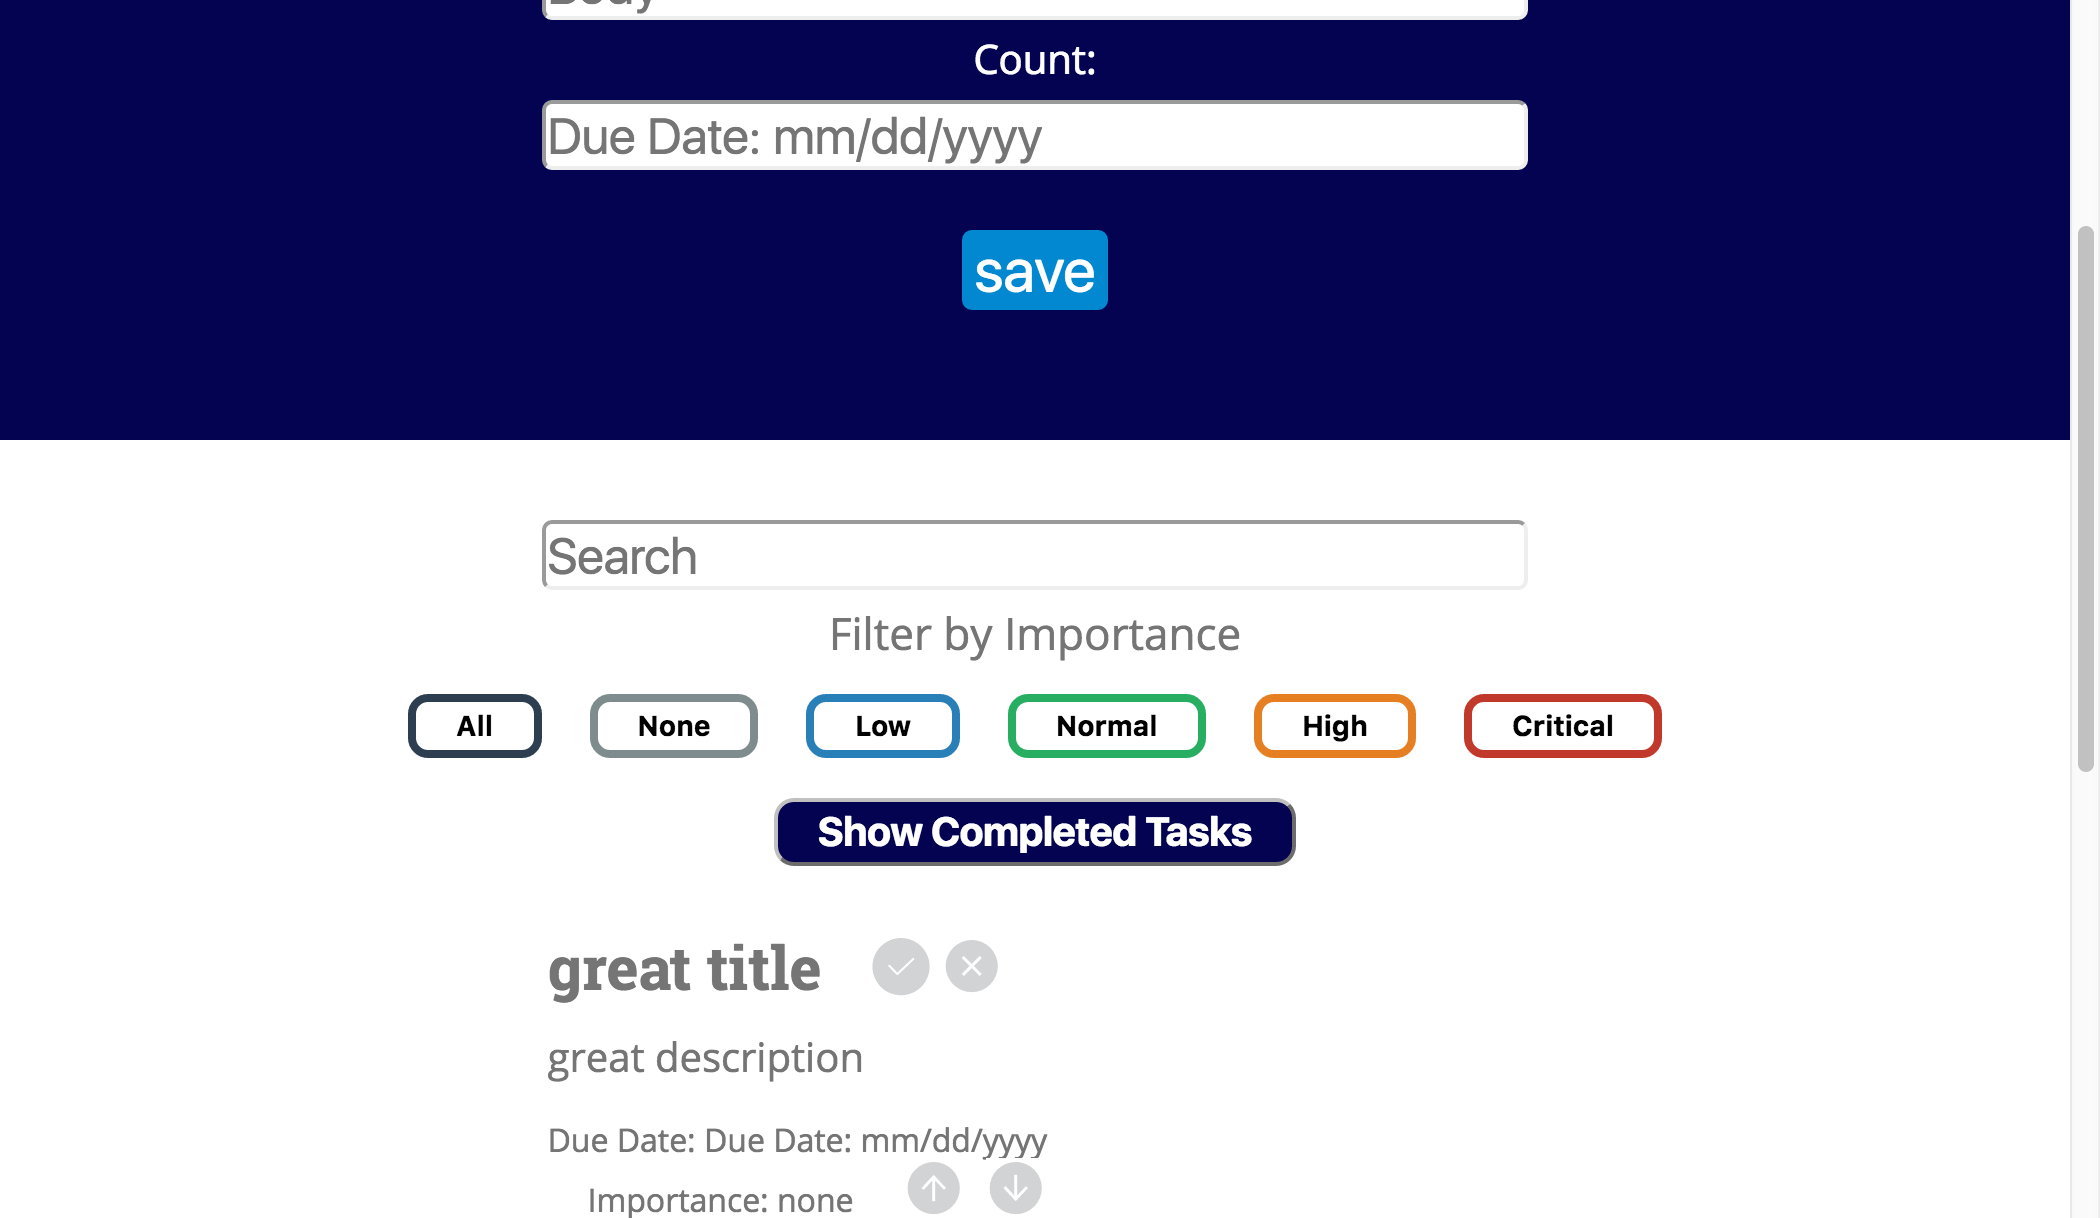 Body
Count:
Due Date: mm/dd/yyyy
save
Search
Filter by Importance
All None Low Normal High Critical
Show Completed Tasks
great title
great description
Due Date: Due Date: mm/dd/yyyy
Importance: none